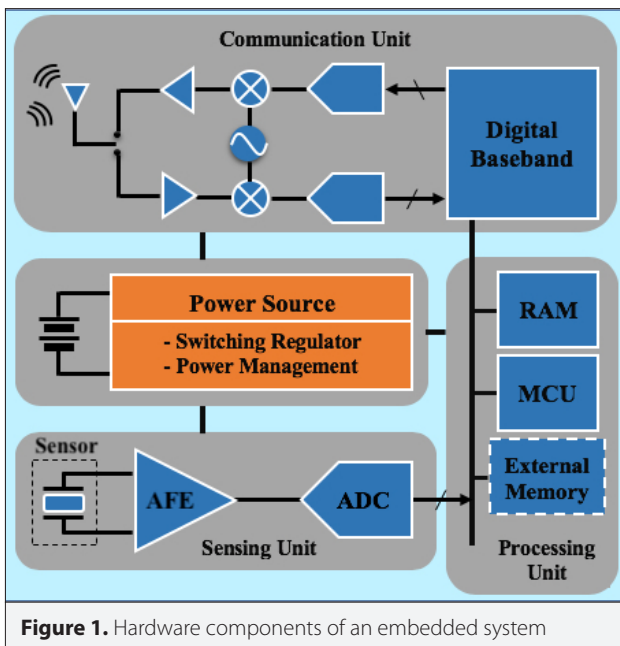 Communication Unit
Digital
Baseband
Power Source
- Switching Regulator
- Power Management
RAM
MCU
External
Memory
Processing
Unit
Sensor
AFE
ADC
Sensing Unit
Figure 1. Hardware components of an embedded system